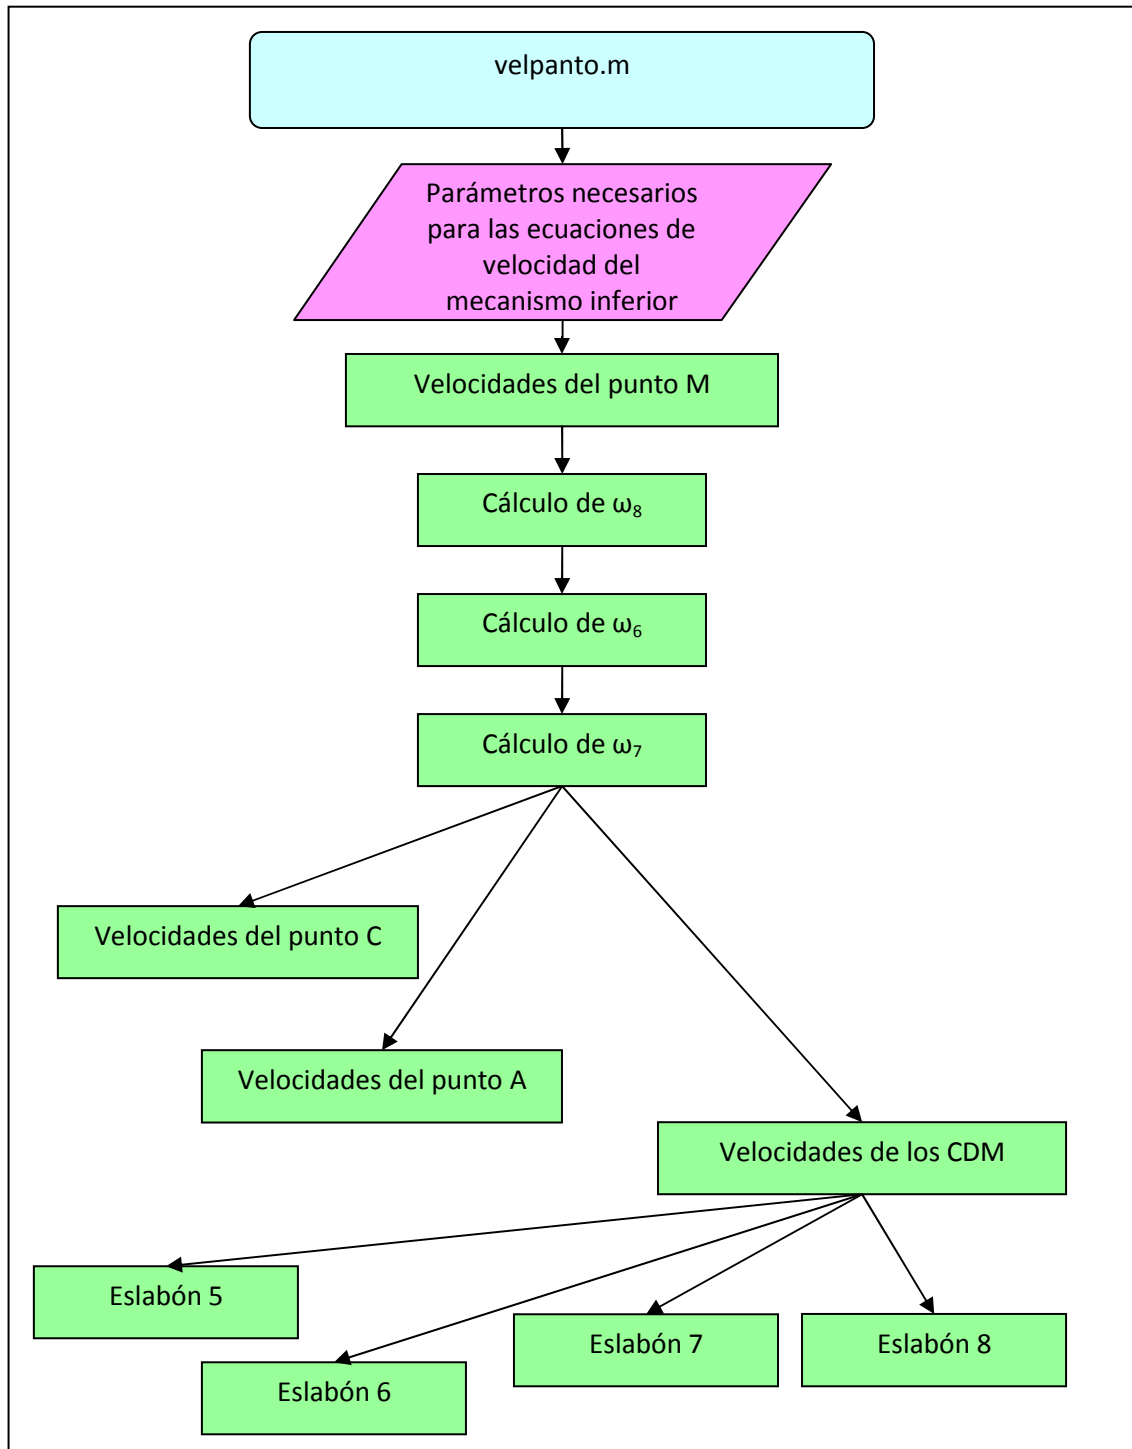 velpanto.m
Parámetros necesarios
para las ecuaciones de
velocidad del
mecanismo inferior
Velocidades del punto M
Cálculo de ω₈
Cálculo de ω₆
Cálculo de ω₇
Velocidades del punto C
Velocidades del punto A
Velocidades de los CDM
Eslabón 5
Eslabón 7
Eslabón 8
Eslabón 6